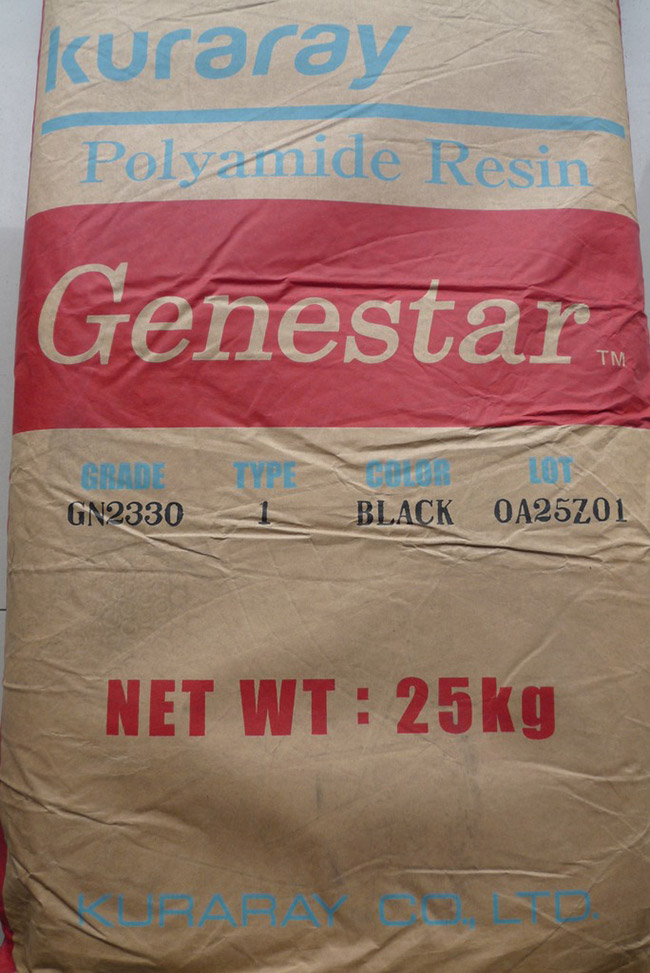 kuraray
Polyamide Resin
Genestar TM
GRADE TYPE COLOR LOT
GN2330 1 BLACK 0A25Z01
NET WT : 25kg
KURARAY CO., LTD.